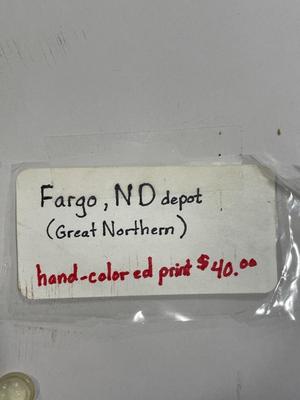 Fargo, ND depot
(Great Northern)
hand-colored print $40.00